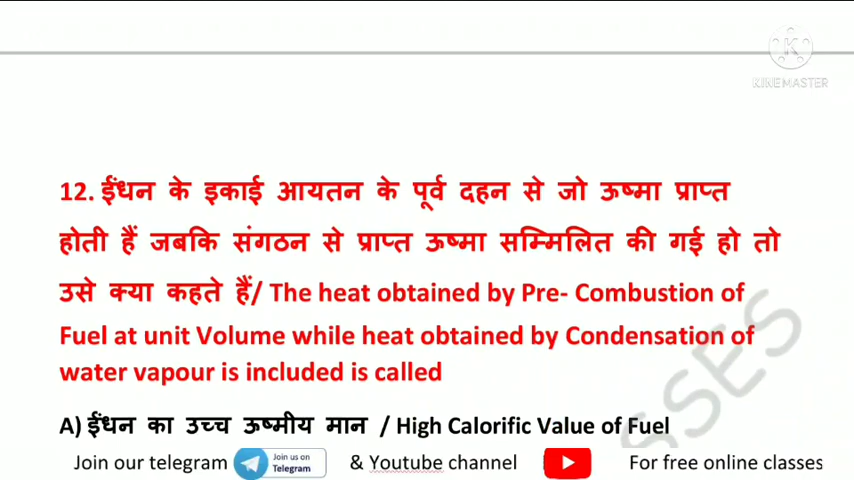 KINEMASTER
12. ईंधन के इकाई आयतन के पूर्व दहन से जो ऊष्मा प्राप्त
होती हैं जबकि संगठन से प्राप्त ऊष्मा सम्मिलित की गई हो तो
उसे क्या कहते हैं/ The heat obtained by Pre- Combustion of
Fuel at unit Volume while heat obtained by Condensation of
water vapour is included is called
SSES
A) ईंधन का उच्च ऊष्मीय मान / High Calorific Value of Fuel
Join our telegram Join us on Telegram & Youtube channel For free online classes